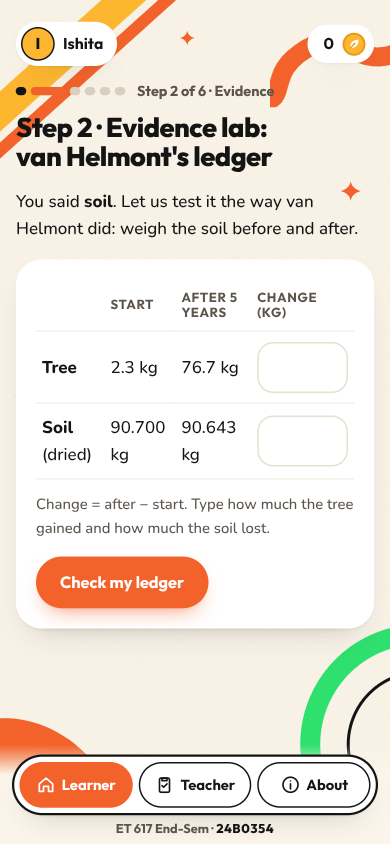 I Ishita
0
Step 2 of 6 · Evidence
Step 2 · Evidence lab:
van Helmont's ledger
You said soil. Let us test it the way van
Helmont did: weigh the soil before and after.
START AFTER 5 YEARS CHANGE (KG)
Tree 2.3 kg 76.7 kg
Soil (dried) 90.700 kg 90.643 kg
Change = after − start. Type how much the tree
gained and how much the soil lost.
Check my ledger
Learner Teacher About
ET 617 End-Sem · 24B0354